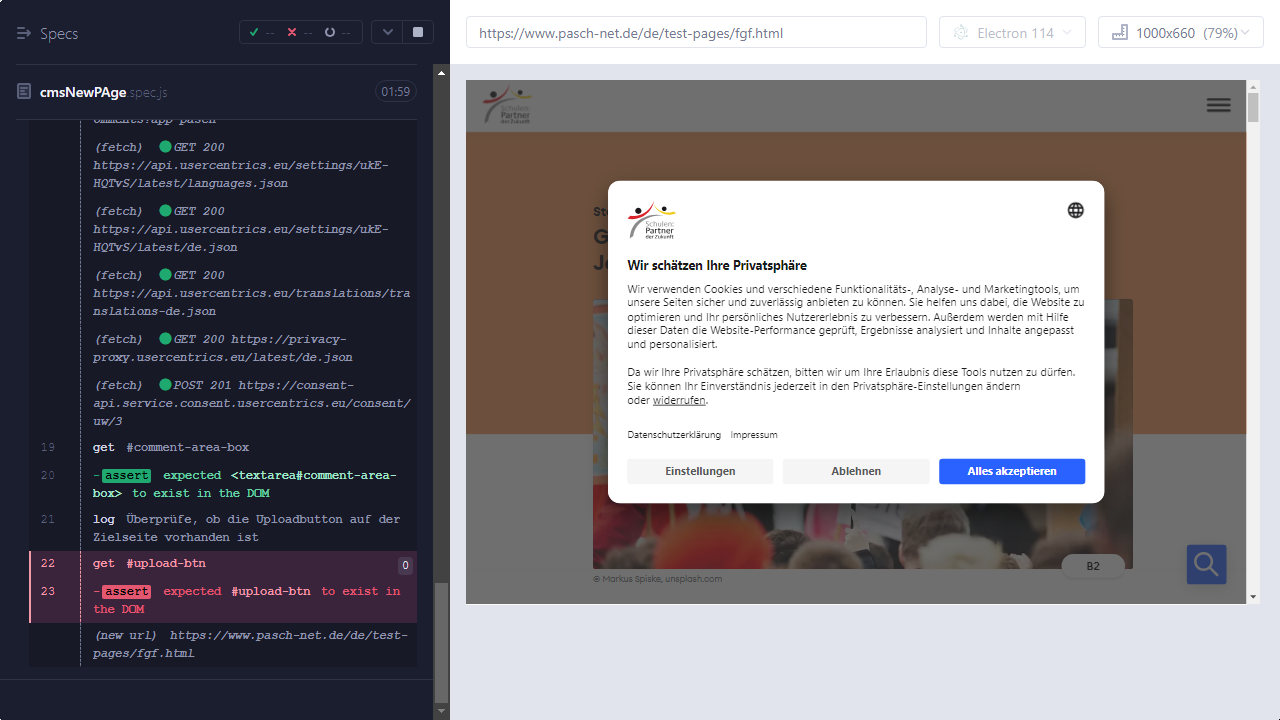 Specs
--
--
--
https://www.pasch-net.de/de/test-pages/fgf.html
Electron 114
1000x660 (79%)
cmsNewPAge.spec.js
01:59
omments?app=pasch
(fetch) GET 200
https://api.usercentrics.eu/settings/ukE-
HQTvS/latest/languages.json
(fetch) GET 200
https://api.usercentrics.eu/settings/ukE-
HQTvS/latest/de.json
(fetch) GET 200
https://api.usercentrics.eu/translations/tra
nslations-de.json
(fetch) GET 200 https://privacy-
proxy.usercentrics.eu/latest/de.json
(fetch) POST 201 https://consent-
api.service.consent.usercentrics.eu/consent/
uw/3
19 get #comment-area-box
20 -assert expected <textarea#comment-area-
box> to exist in the DOM
21 log Überprüfe, ob die Uploadbutton auf der
Zielseite vorhanden ist
22 get #upload-btn 0
23 -assert expected #upload-btn to exist in
the DOM
(new url) https://www.pasch-net.de/de/test-
pages/fgf.html
Schulen:
Partner
der Zukunft
Schulen:
Partner
der Zukunft
Wir schätzen Ihre Privatsphäre
Wir verwenden Cookies und verschiedene Funktionalitäts-, Analyse- und Marketingtools, um
unsere Seiten sicher und zuverlässig anbieten zu können. Sie helfen uns dabei, die Website zu
optimieren und Ihr persönliches Nutzererlebnis zu verbessern. Außerdem werden mit Hilfe
dieser Daten die Website-Performance geprüft, Ergebnisse analysiert und Inhalte angepasst
und personalisiert.
Da wir Ihre Privatsphäre schätzen, bitten wir um Ihre Erlaubnis diese Tools nutzen zu dürfen.
Sie können Ihr Einverständnis jederzeit in den Privatsphäre-Einstellungen ändern
oder widerrufen.
Datenschutzerklärung Impressum
Einstellungen
Ablehnen
Alles akzeptieren
B2
© Markus Spiske, unsplash.com